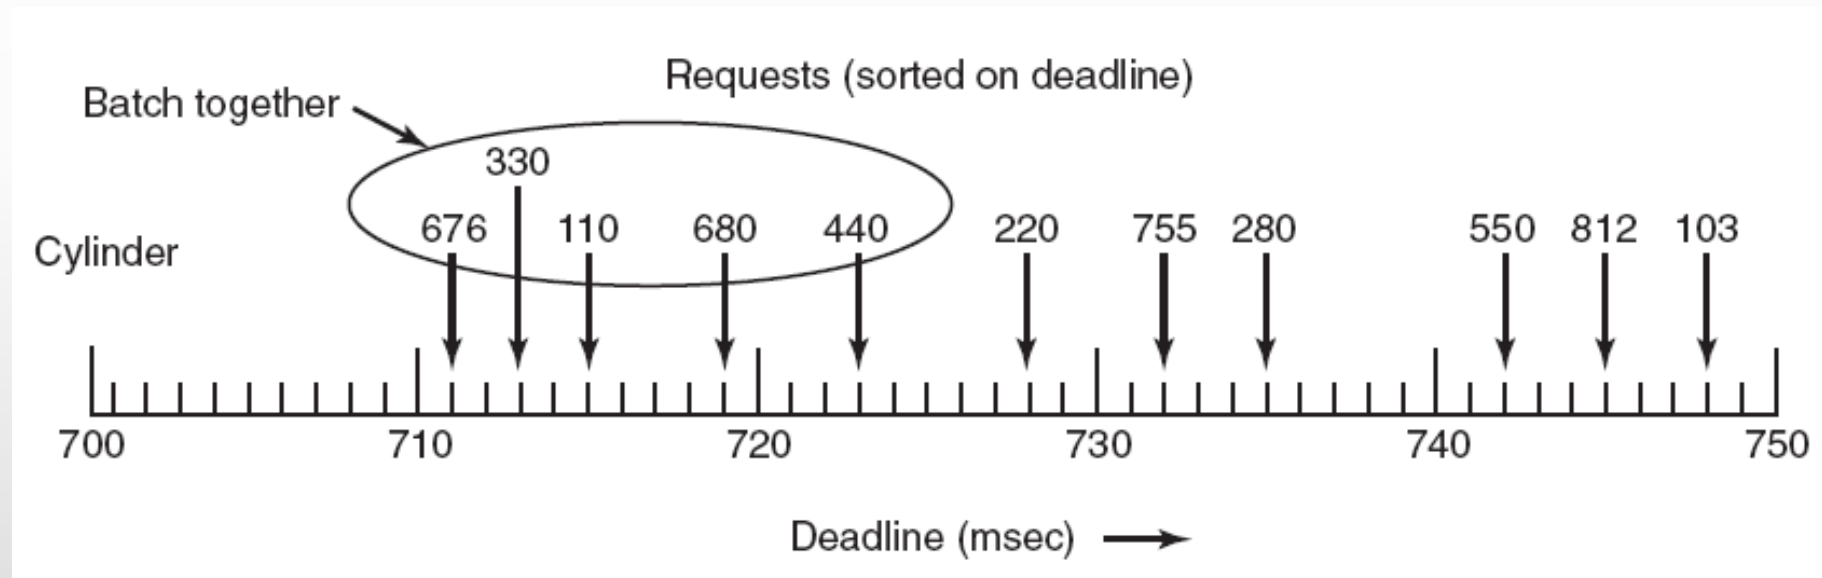 Requests (sorted on deadline)
Batch together
330
676 110 680 440 220 755 280 550 812 103
Cylinder
700 710 720 730 740 750
Deadline (msec)